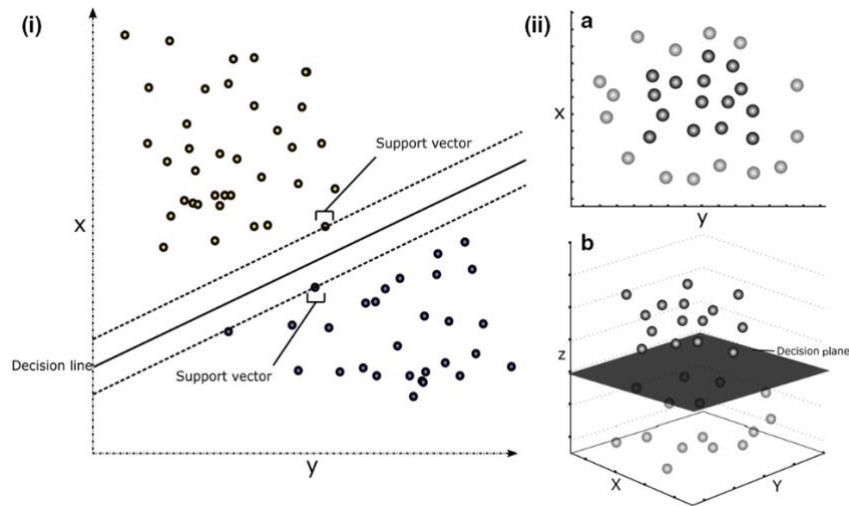 (i)
x
Support vector
Decision line
Support vector
y
(ii)
a
x
y
b
z
Decision plane
X
Y